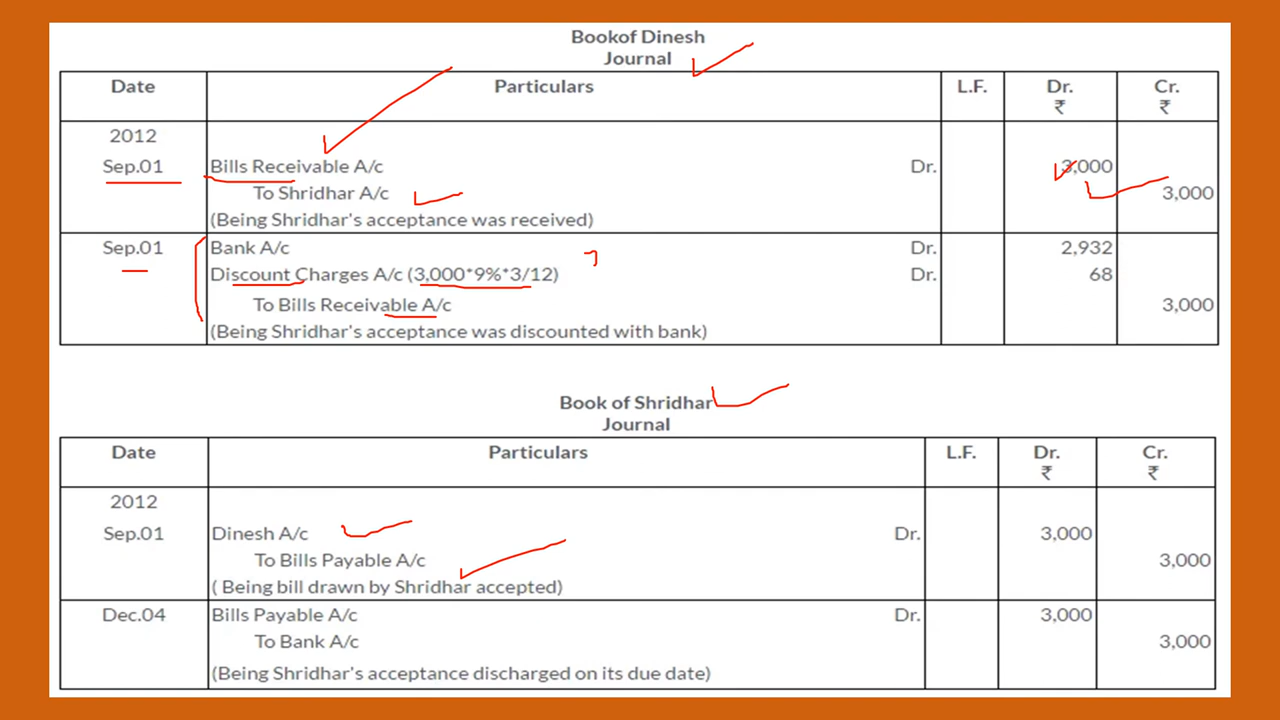 Bookof Dinesh
Journal
Date Particulars L.F. Dr. Cr.
₹ ₹
2012
Sep.01 Bills Receivable A/c Dr. 3,000
To Shridhar A/c 3,000
(Being Shridhar's acceptance was received)
Sep.01 Bank A/c Dr. 2,932
Discount Charges A/c (3,000*9%*3/12) Dr. 68
To Bills Receivable A/c 3,000
(Being Shridhar's acceptance was discounted with bank)
Book of Shridhar
Journal
Date Particulars L.F. Dr. Cr.
₹ ₹
2012
Sep.01 Dinesh A/c Dr. 3,000
To Bills Payable A/c 3,000
( Being bill drawn by Shridhar accepted)
Dec.04 Bills Payable A/c Dr. 3,000
To Bank A/c 3,000
(Being Shridhar's acceptance discharged on its due date)